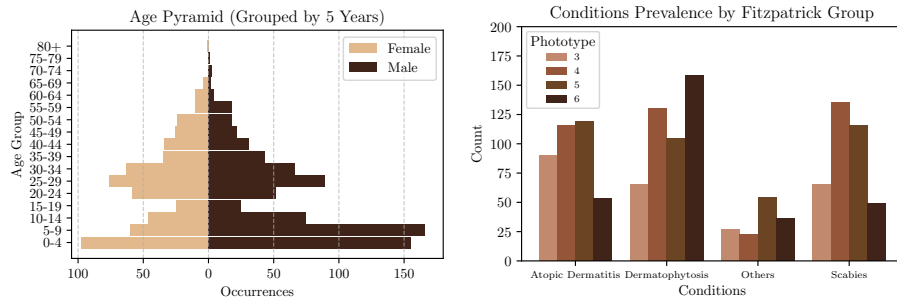 Age Pyramid (Grouped by 5 Years)
Age Group
80+
75-79
70-74
65-69
60-64
55-59
50-54
45-49
40-44
35-39
30-34
25-29
20-24
15-19
10-14
5-9
0-4
Female
Male
100 50 0 50 100 150
Occurrences
Conditions Prevalence by Fitzpatrick Group
Count
200
175
150
125
100
75
50
25
0
Phototype
3
4
5
6
Atopic Dermatitis Dermatophytosis Others Scabies
Conditions